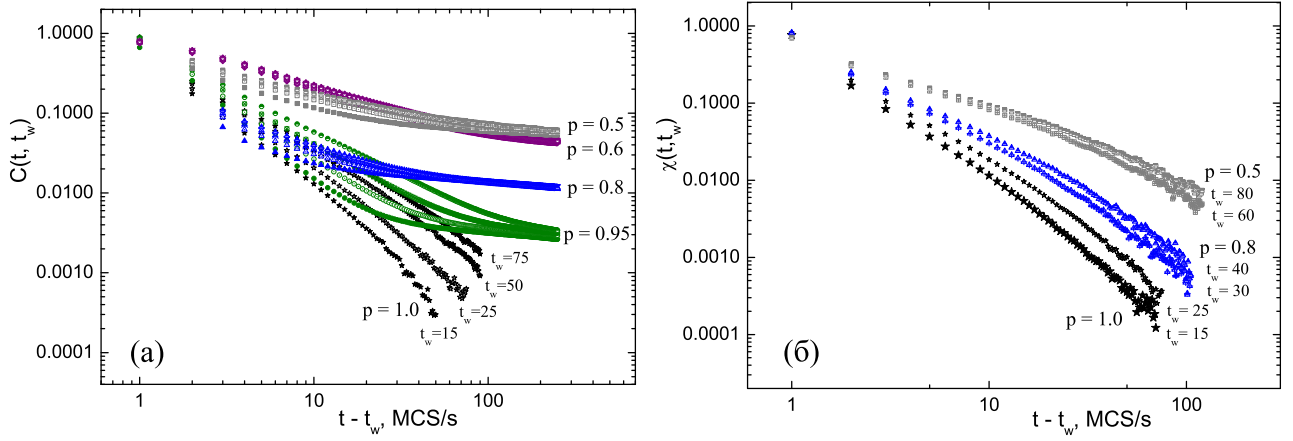 1.0000
0.1000
0.0100
0.0010
0.0001
C(t, t_w)
p = 0.5
p = 0.6
p = 0.8
p = 0.95
t_w=75
t_w=50
t_w=25
p = 1.0
t_w=15
(a)
1 10 100
t - t_w, MCS/s
1.0000
0.1000
0.0100
0.0010
0.0001
χ(t,t_w)
p = 0.5
t_w= 80
t_w= 60
p = 0.8
t_w= 40
t_w= 30
t_w= 25
p = 1.0
t_w= 15
(б)
1 10 100
t - t_w, MCS/s